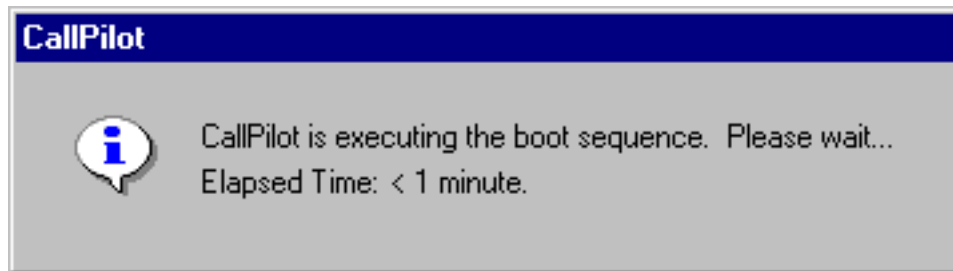 CallPilot
CallPilot is executing the boot sequence.  Please wait...
Elapsed Time: < 1 minute.